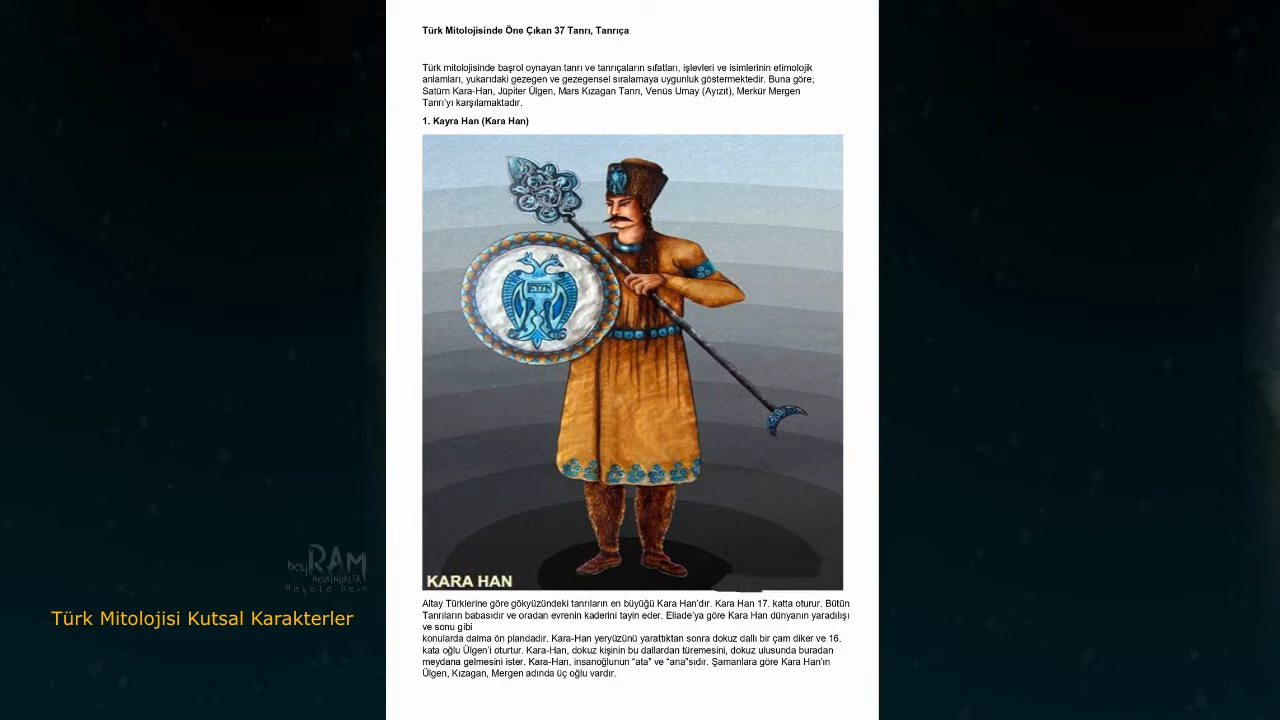 Türk Mitolojisinde Öne Çıkan 37 Tanrı, Tanrıça
Türk mitolojisinde başrol oynayan tanrı ve tanrıçaların sıfatları, işlevleri ve isimlerinin etimolojik
anlamları, yukarıdaki gezegen ve gezegensel sıralamaya uygunluk göstermektedir. Buna göre;
Satürn Kara-Han, Jüpiter Ülgen, Mars Kızagan Tanrı, Venüs Umay (Ayızıt), Merkür Mergen
Tanrı'yı karşılamaktadır.
1. Kayra Han (Kara Han)
KARA HAN
Altay Türklerine göre gökyüzündeki tanrıların en büyüğü Kara Han'dır. Kara Han 17. katta oturur. Bütün
Tanrıların babasıdır ve oradan evrenin kaderini tayin eder. Eliade'ya göre Kara Han dünyanın yaradılışı
ve sonu gibi
konularda daima ön plandadır. Kara-Han yeryüzünü yarattıktan sonra dokuz dallı bir çam diker ve 16.
kata oğlu Ülgen'i oturtur. Kara-Han, dokuz kişinin bu dallardan türemesini, dokuz ulusunda buradan
meydana gelmesini ister. Kara-Han, insanoğlunun "ata" ve "ana"sıdır. Şamanlara göre Kara Han'ın
Ülgen, Kızagan, Mergen adında üç oğlu vardır.
bayRAM
KESKİNBALTA
Hayata Dair
Türk Mitolojisi Kutsal Karakterler